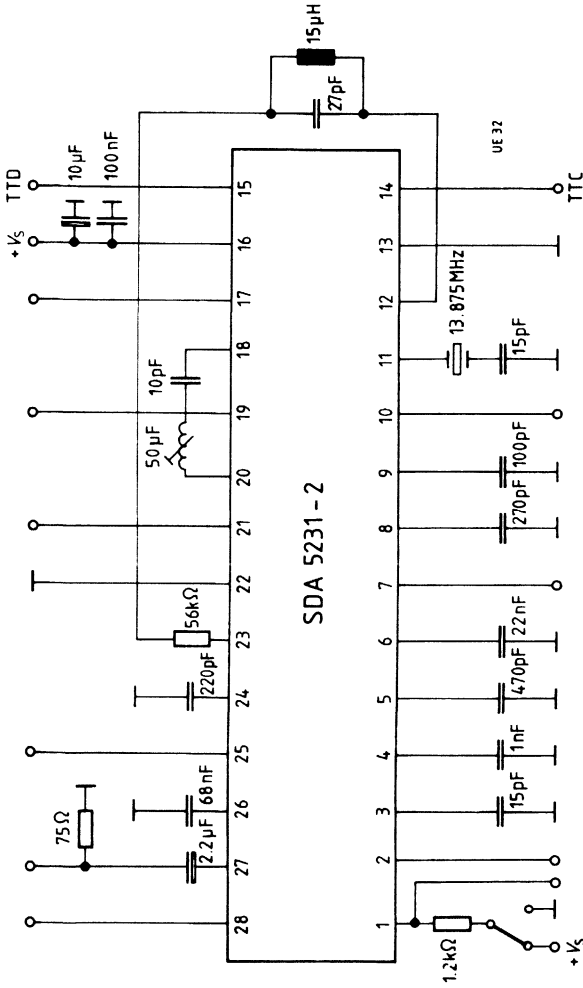 +Vs TTD
75Ω
10µF
100nF
50µF
10pF
56kΩ
2.2µF 68nF 220pF
28 27 26 25 24 23 22 21 20 19 18 17 16 15
SDA 5231-2
15µH
27pF
1 2 3 4 5 6 7 8 9 10 11 12 13 14
1.2kΩ
13.875MHz
UE 32
15pF 1nF 470pF 22nF 270pF 100pF 15pF
+Vs TTC